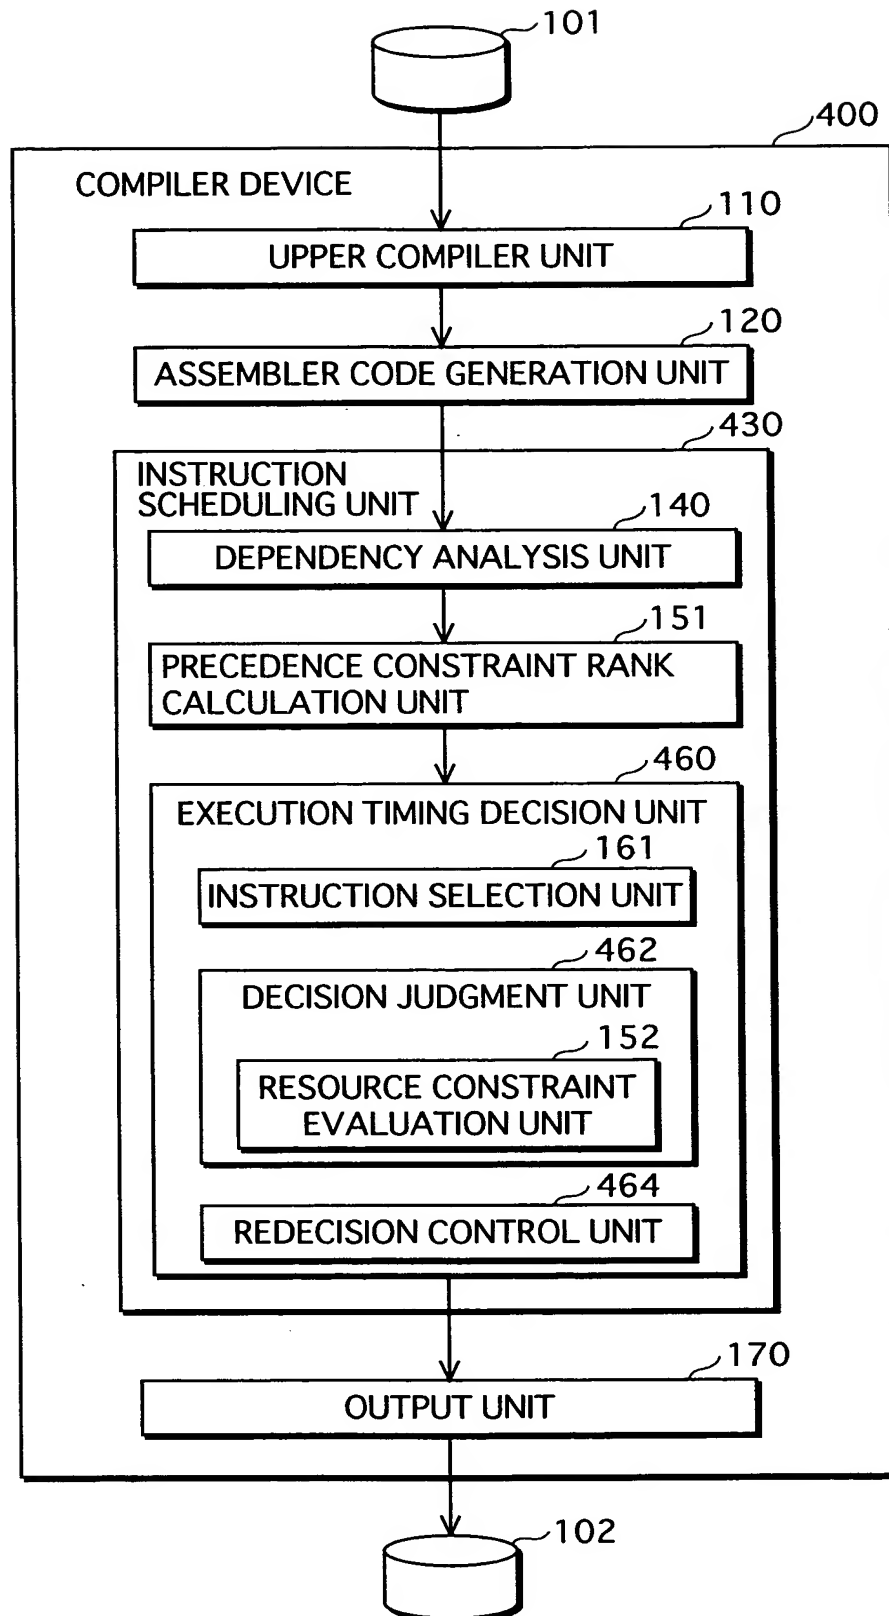 101
400
COMPILER DEVICE
110
UPPER COMPILER UNIT
120
ASSEMBLER CODE GENERATION UNIT
430
INSTRUCTION
SCHEDULING UNIT
140
DEPENDENCY ANALYSIS UNIT
151
PRECEDENCE CONSTRAINT RANK
CALCULATION UNIT
460
EXECUTION TIMING DECISION UNIT
161
INSTRUCTION SELECTION UNIT
462
DECISION JUDGMENT UNIT
152
RESOURCE CONSTRAINT
EVALUATION UNIT
464
REDECISION CONTROL UNIT
170
OUTPUT UNIT
102